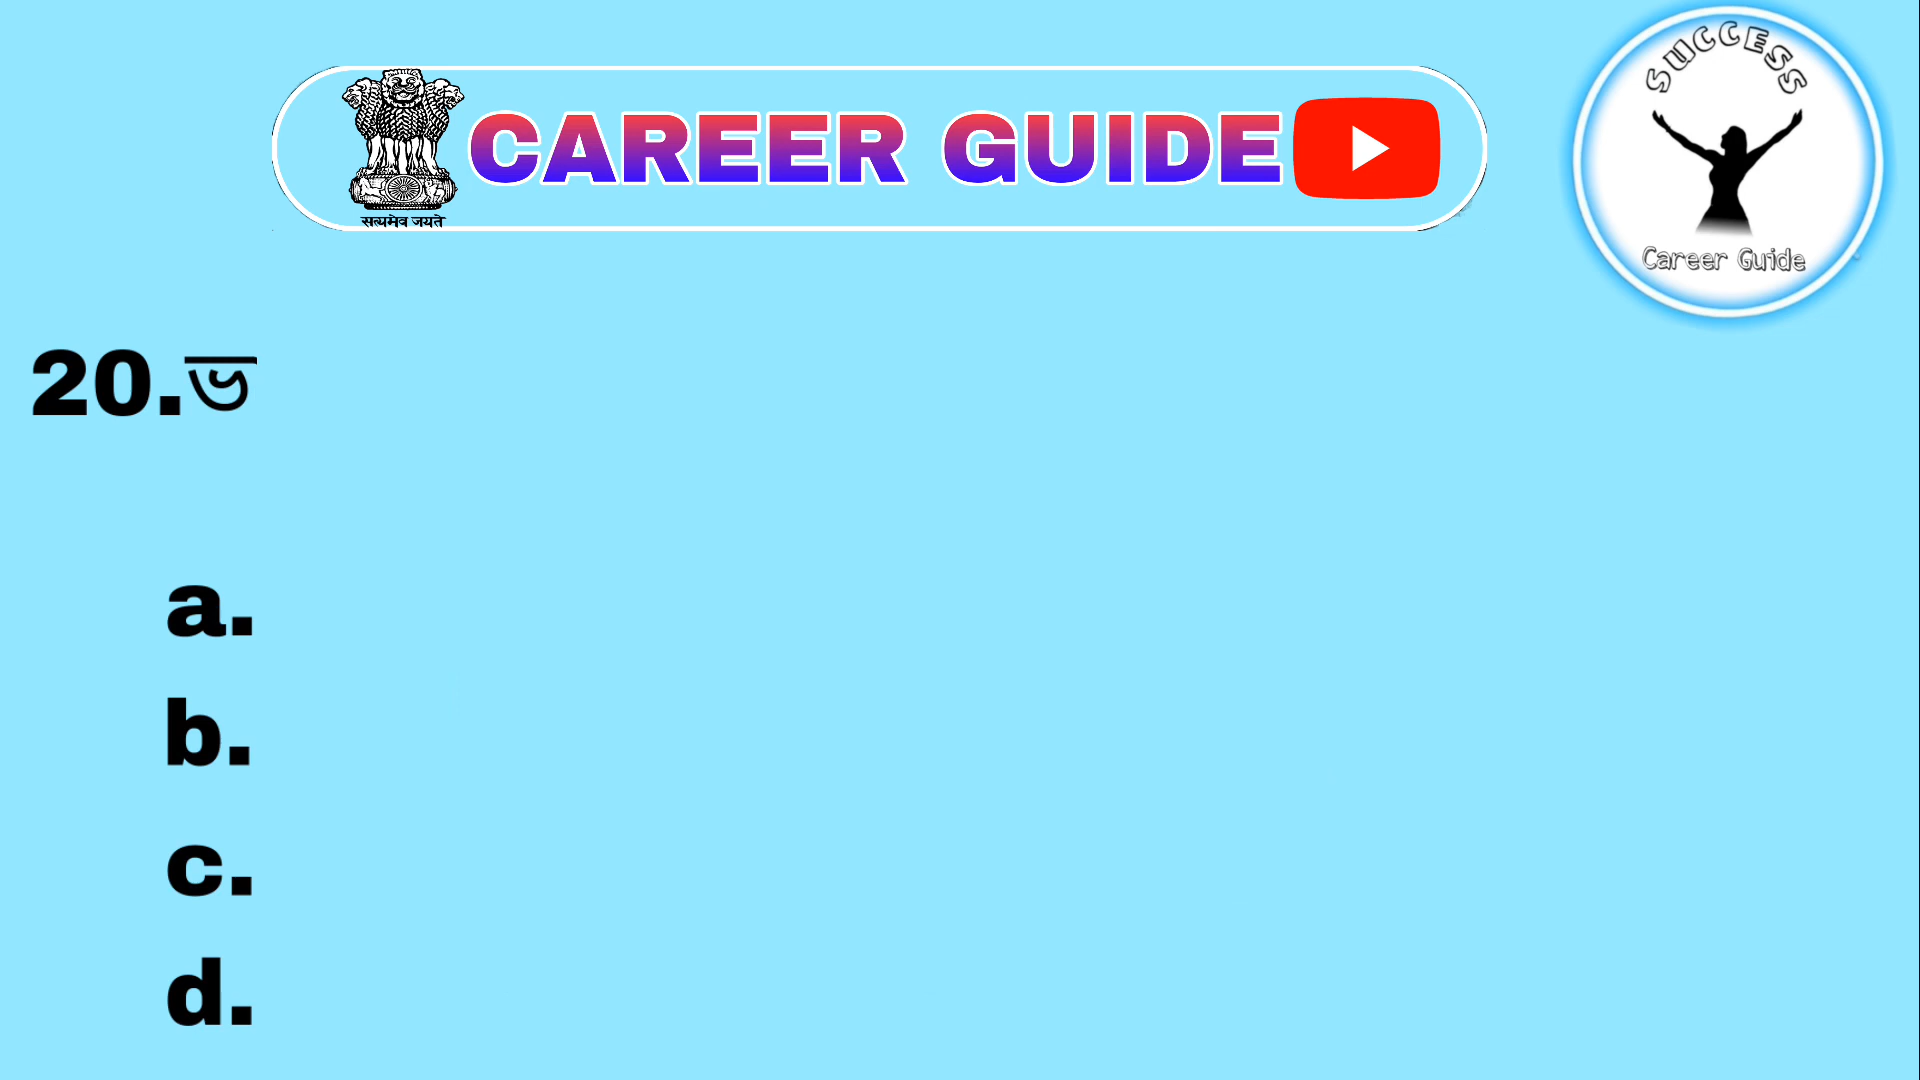 SUCCESS
CAREER GUIDE
सत्यमेव जयते
Career Guide
20.ভ
a.
b.
c.
d.